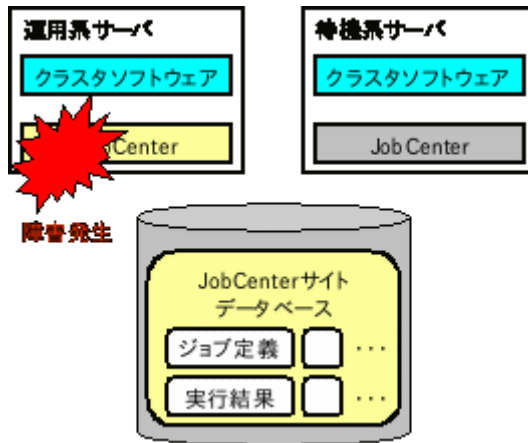 運用系サーバ
クラスタソフトウェア
Center
障害発生
待機系サーバ
クラスタソフトウェア
JobCenter
JobCenterサイト
データベース
ジョブ定義 ・・・
実行結果 ・・・